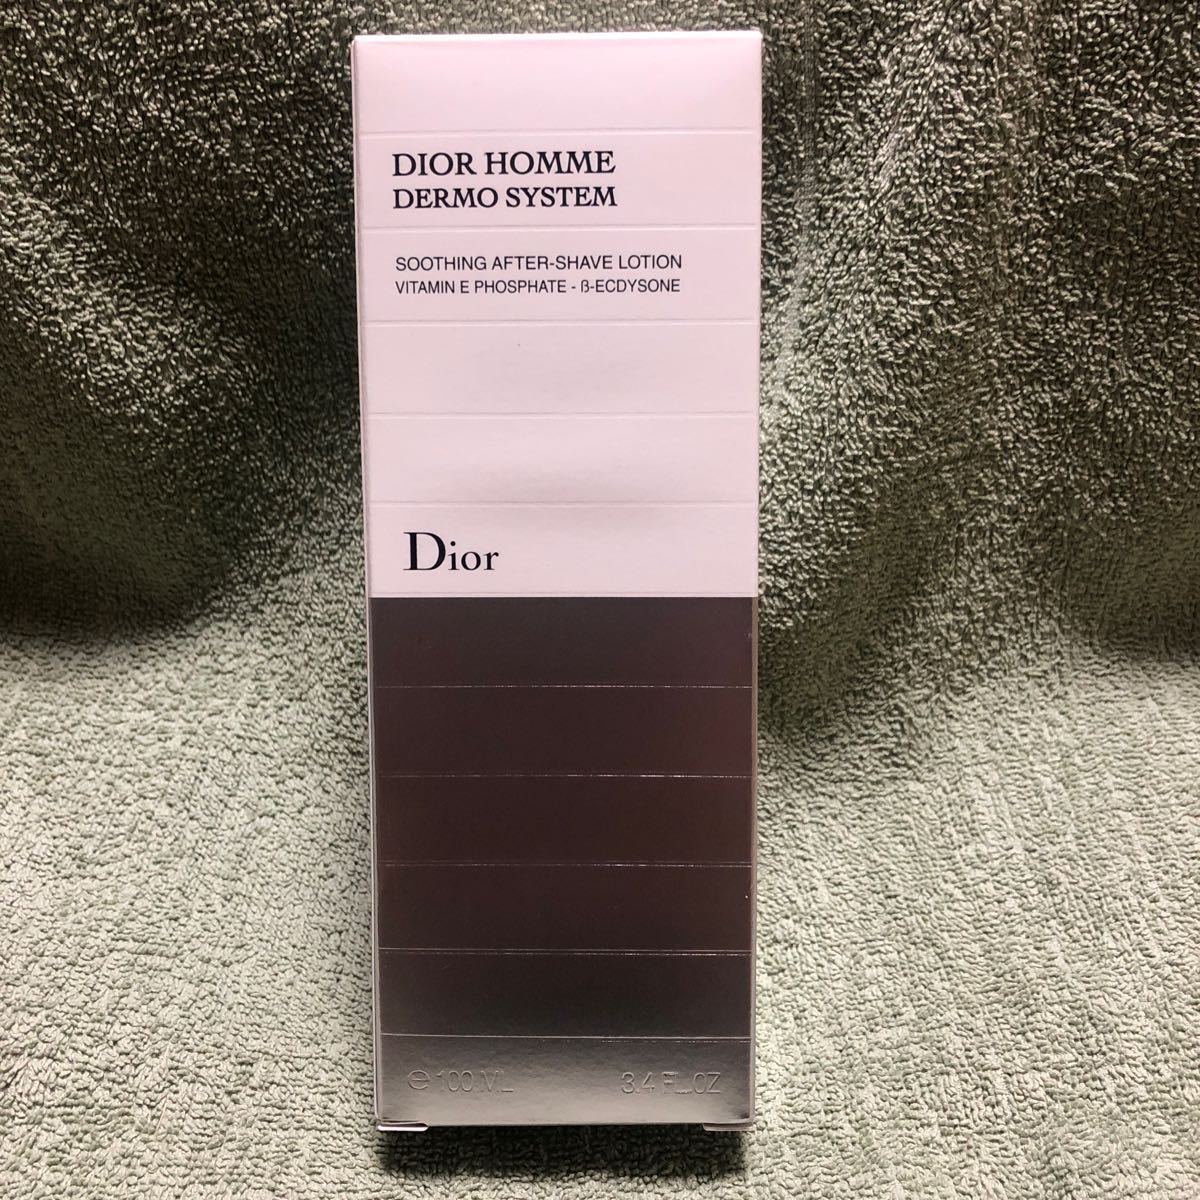 DIOR HOMME
DERMO SYSTEM
SOOTHING AFTER-SHAVE LOTION
VITAMIN E PHOSPHATE - ß-ECDYSONE
Dior
℮ 100 ML 3.4 FL.OZ